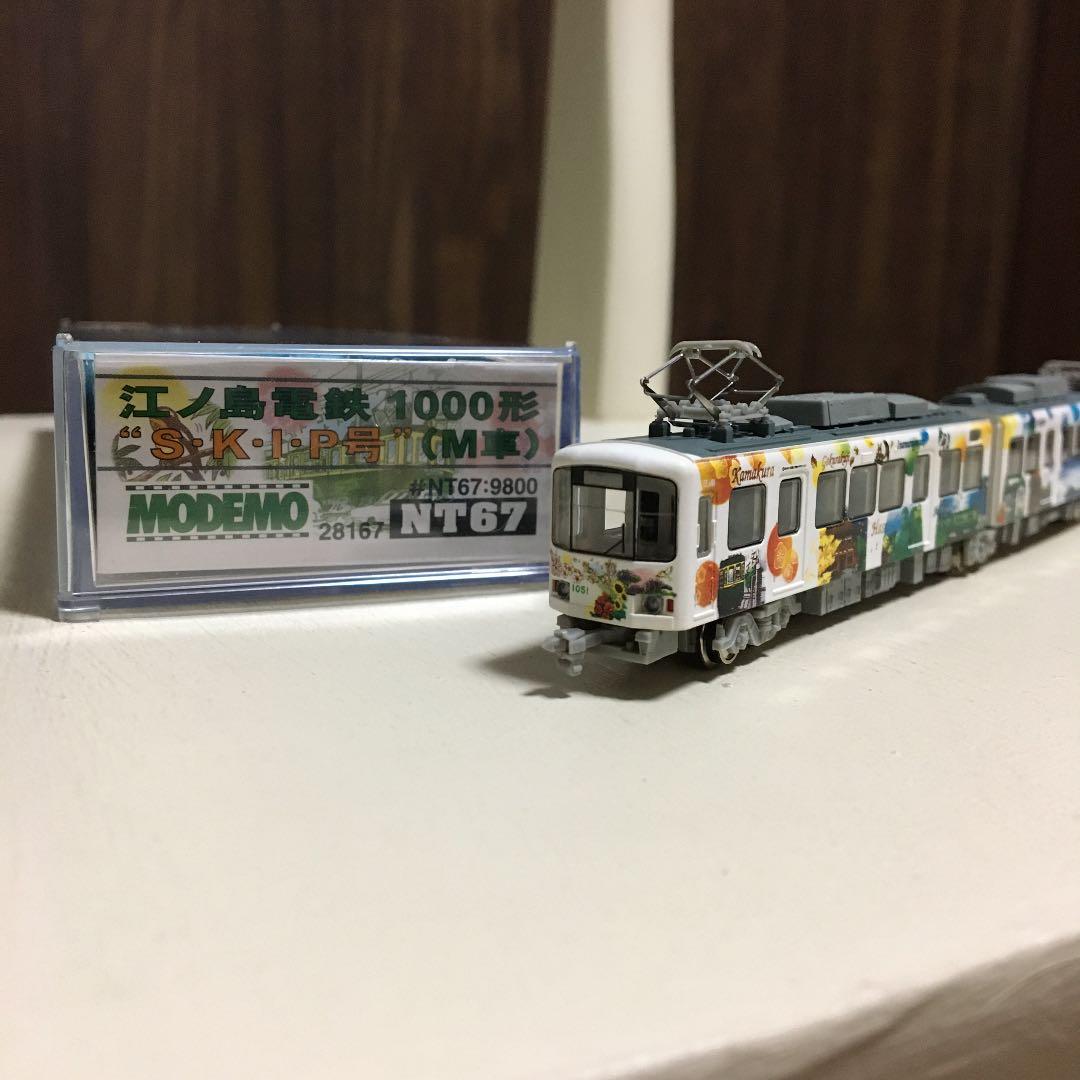 江ノ島電鉄 1000形
“S・K・I・P号”(M車)
#NT67:9800
MODEMO 28167 NT67
Kamakura
1051